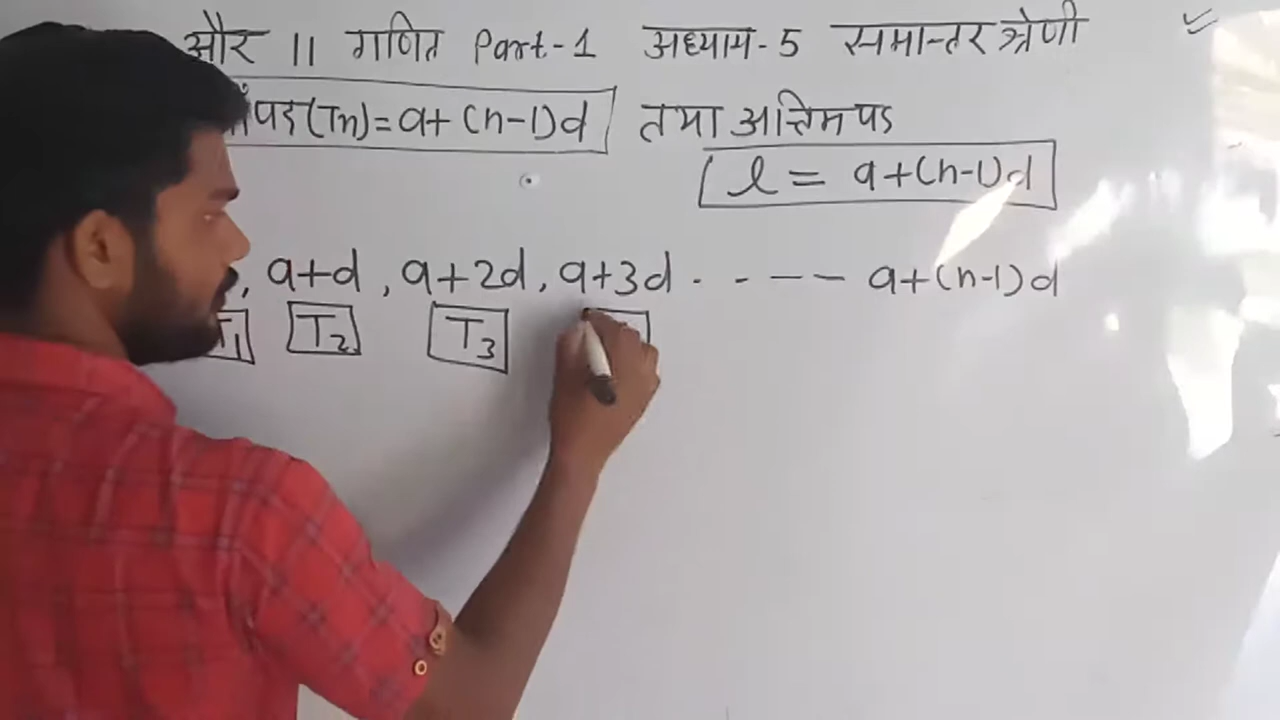 और 11 गणित Part-1 अध्याय-5 समान्तर श्रेणी
पद(Tn)=a+(n-1)d तथा अन्तिम पद
l = a+(n-1)d
, a+d, a+2d, a+3d . - - - - a+(n-1)d
T1 T2 T3